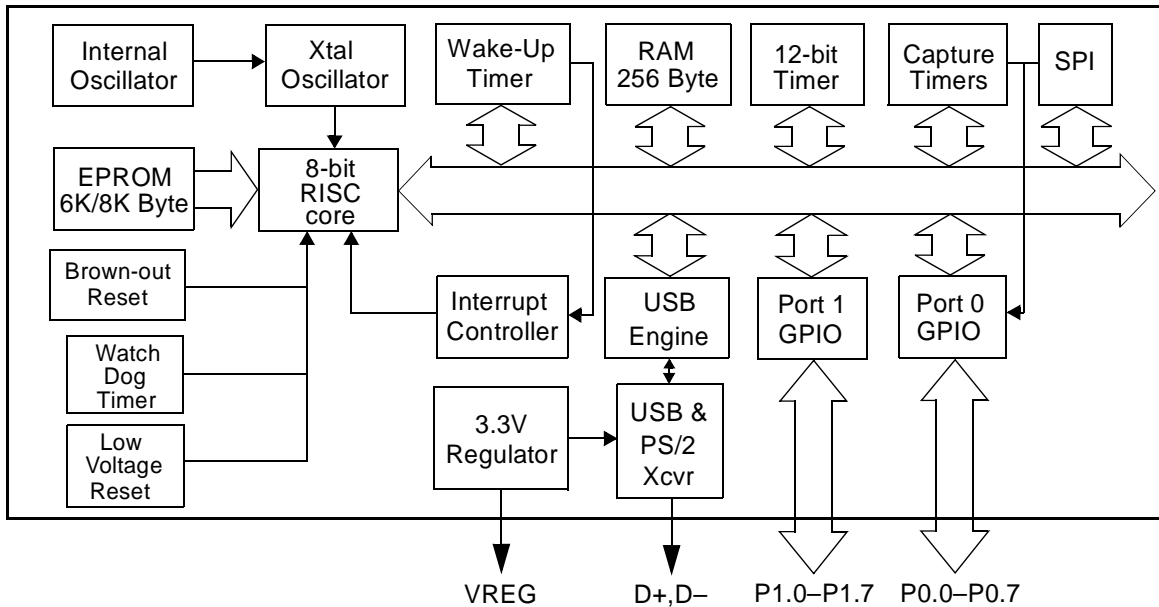 Internal
Oscillator
Xtal
Oscillator
Wake-Up
Timer
RAM
256 Byte
12-bit
Timer
Capture
Timers
SPI
EPROM
6K/8K Byte
8-bit
RISC
core
Brown-out
Reset
Interrupt
Controller
USB
Engine
Port 1
GPIO
Port 0
GPIO
Watch
Dog
Timer
Low
Voltage
Reset
3.3V
Regulator
USB &
PS/2
Xcvr
VREG
D+,D–
P1.0–P1.7
P0.0–P0.7